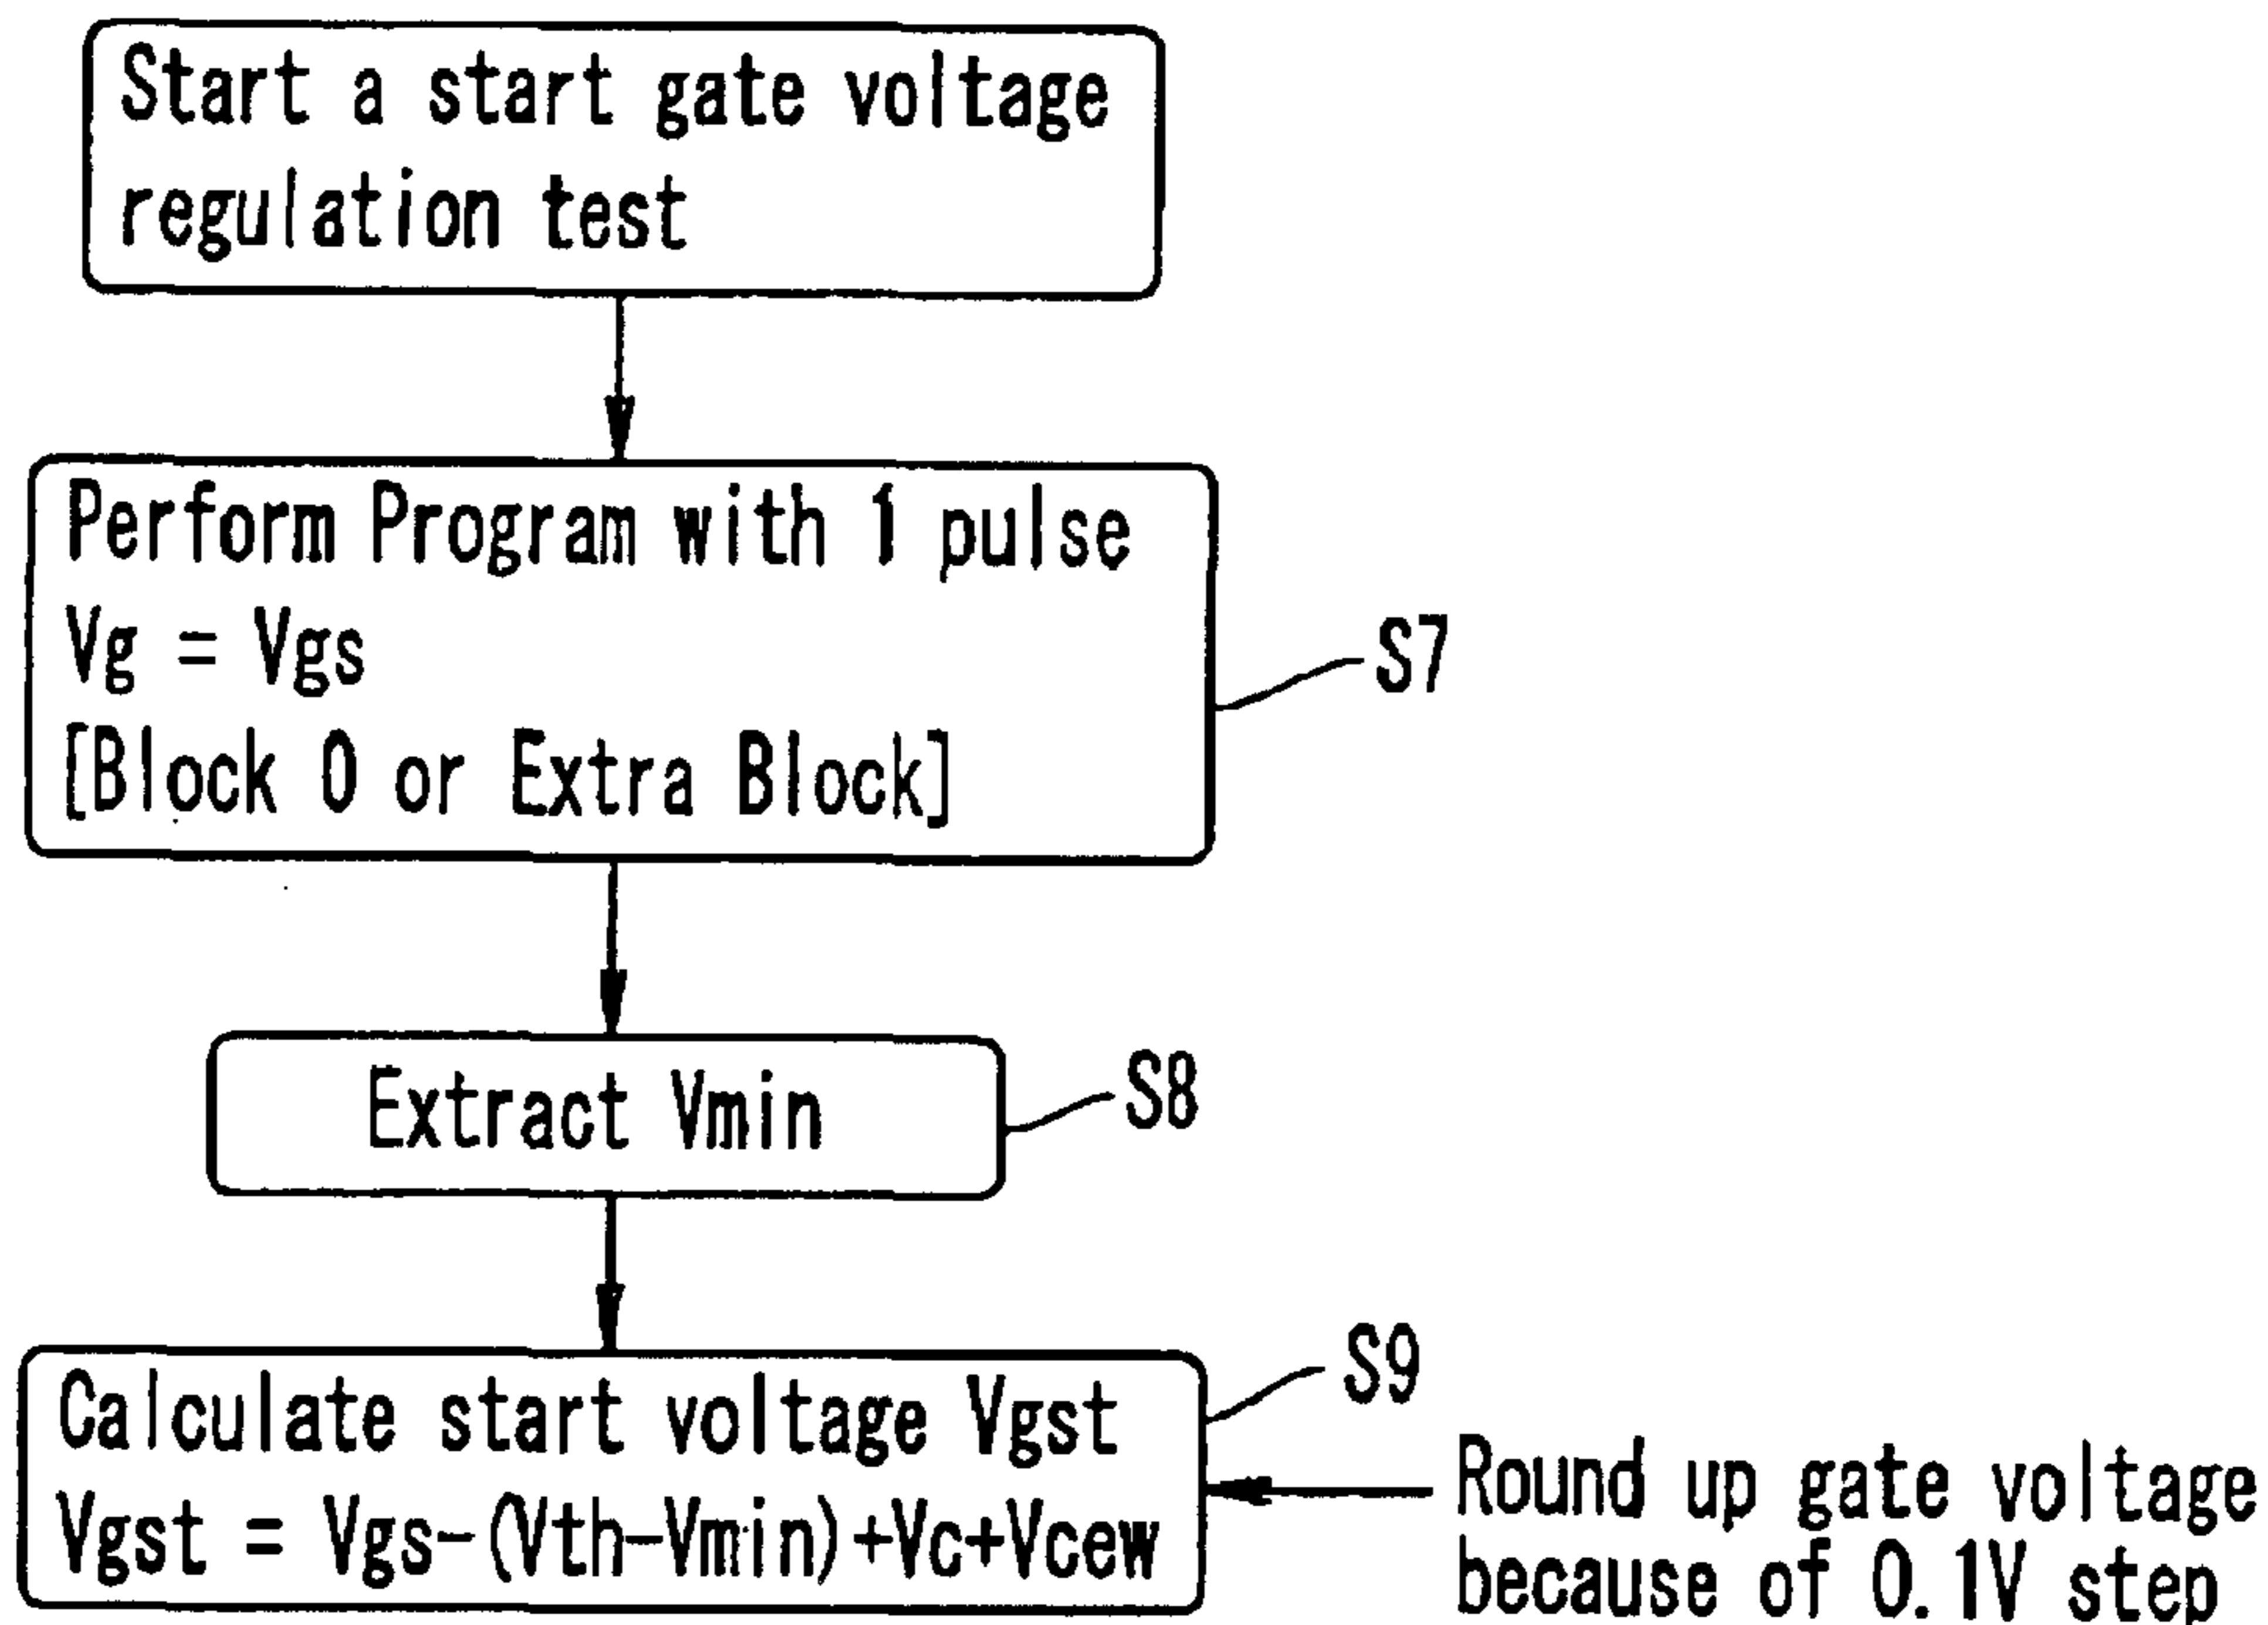 Start a start gate voltage
regulation test
Perform Program with 1 pulse
Vg = Vgs
[Block 0 or Extra Block]
S7
Extract Vmin
S8
Calculate start voltage Vgst
Vgst = Vgs-(Vth-Vmin)+Vc+Vcew
S9
Round up gate voltage
because of 0.1V step